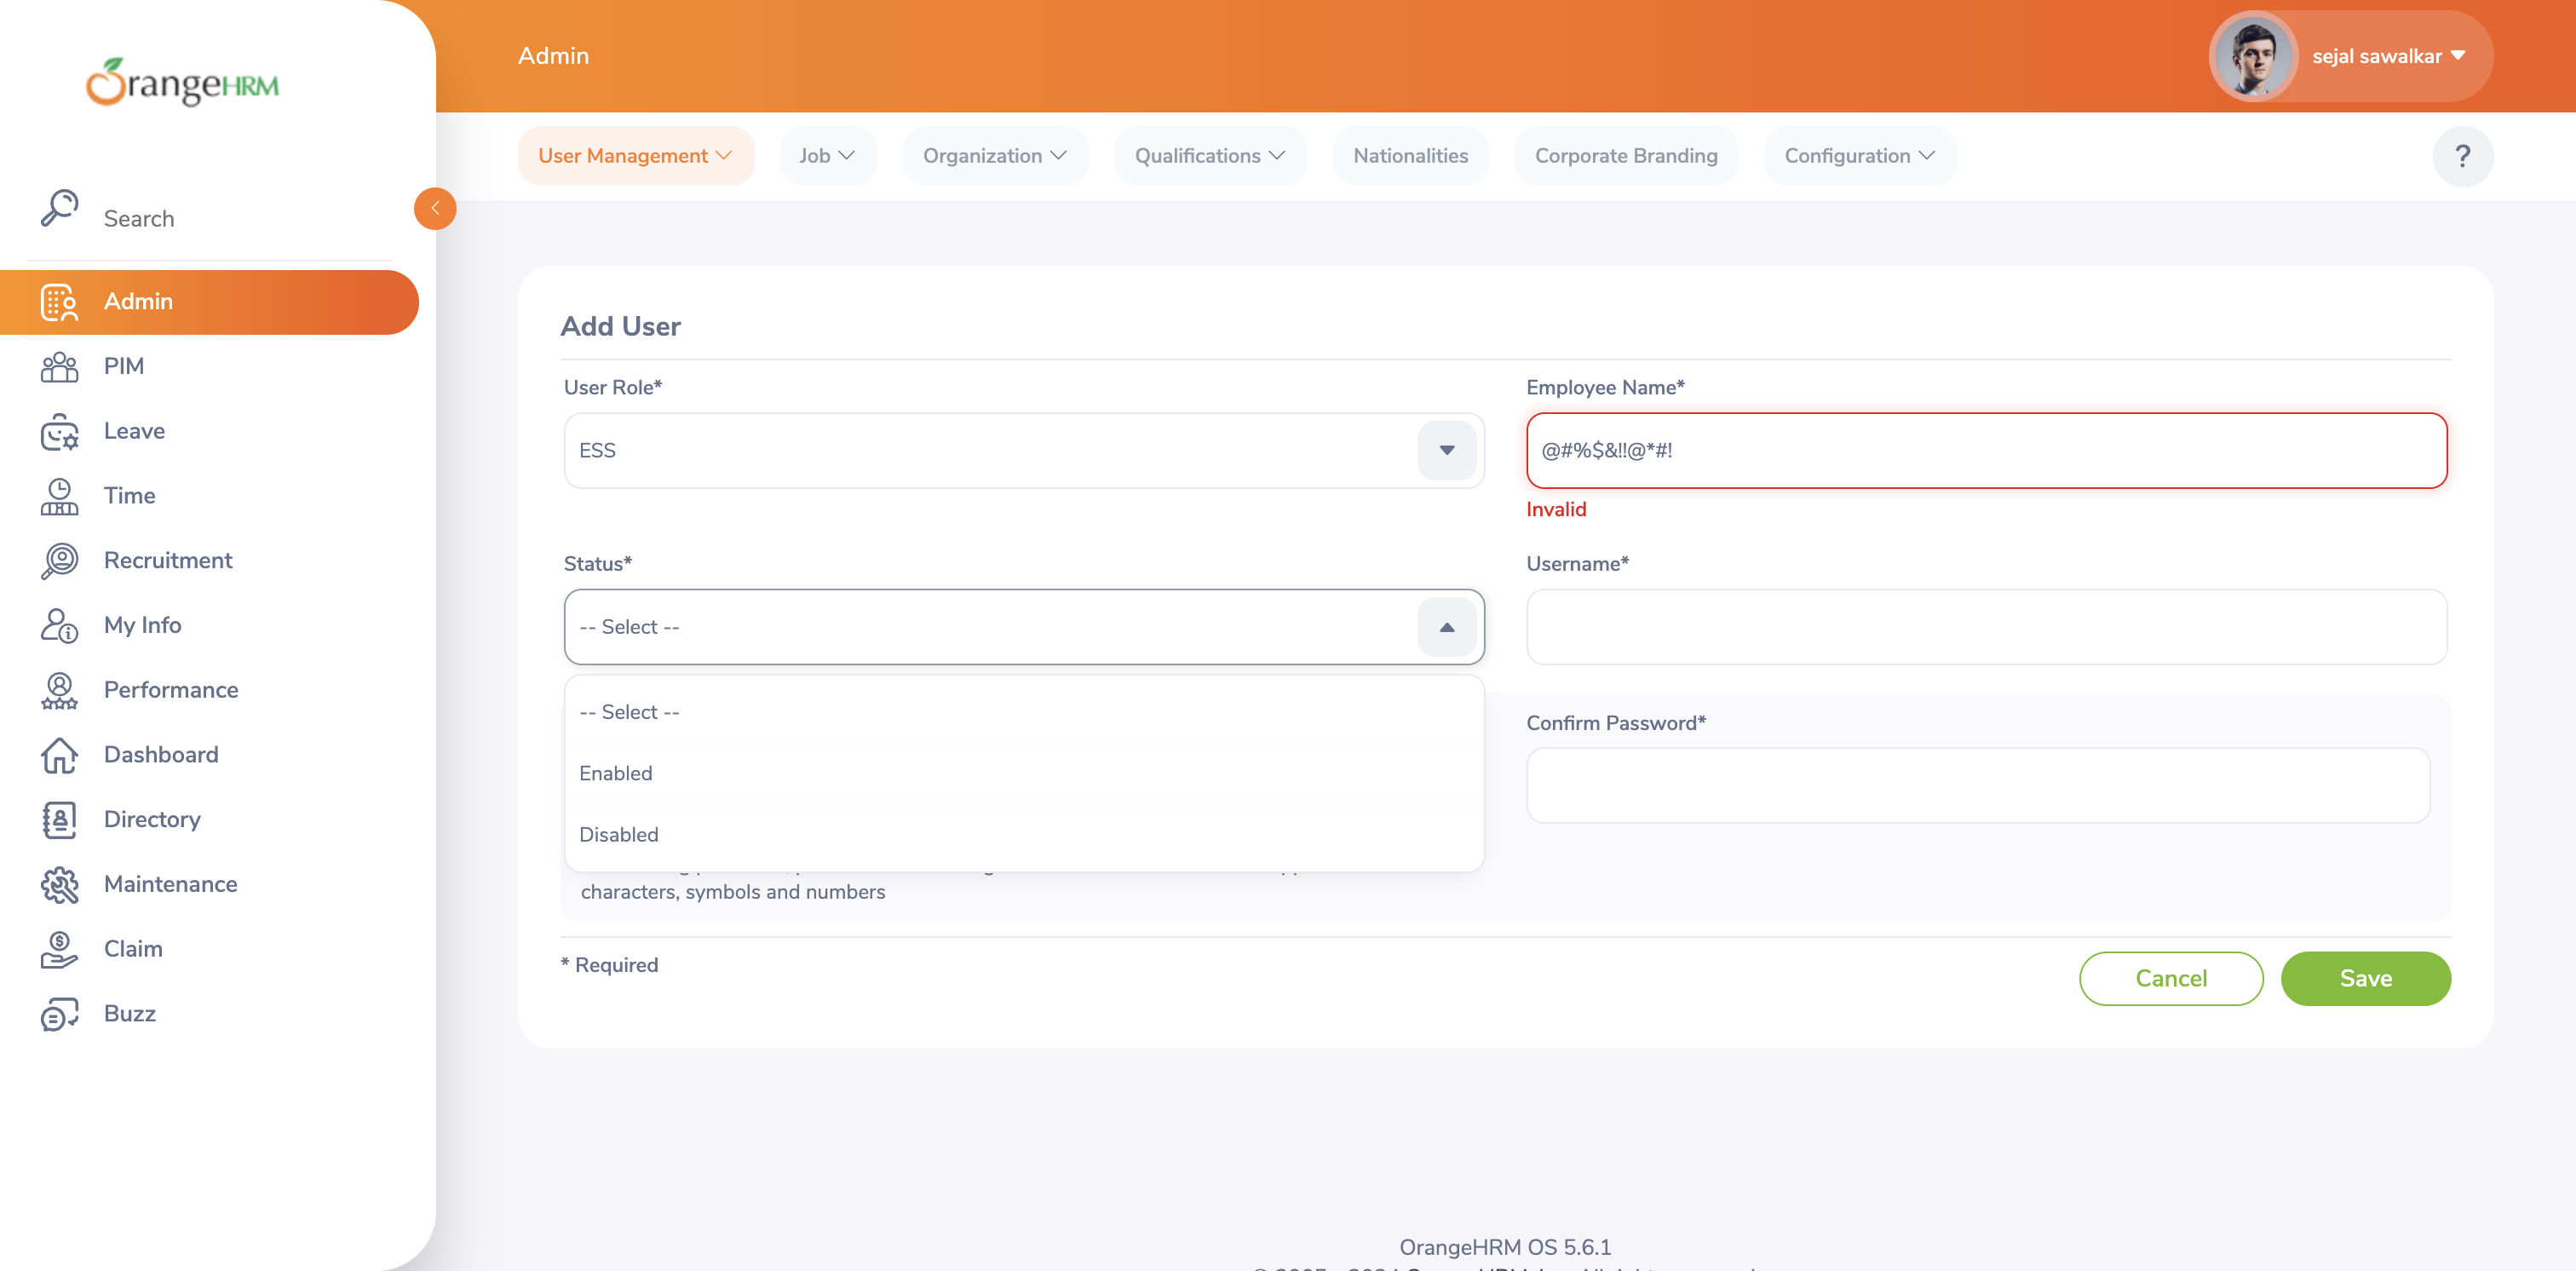 OrangeHRM
Search
Admin
PIM
Leave
Time
Recruitment
My Info
Performance
Dashboard
Directory
Maintenance
Claim
Buzz
Admin
sejal sawalkar
User Management
Job
Organization
Qualifications
Nationalities
Corporate Branding
Configuration
?
Add User
User Role*
ESS
Employee Name*
@#%$&!!@*#!
Invalid
Status*
-- Select --
Username*
-- Select --
Enabled
Disabled
Confirm Password*
characters, symbols and numbers
* Required
Cancel
Save
OrangeHRM OS 5.6.1